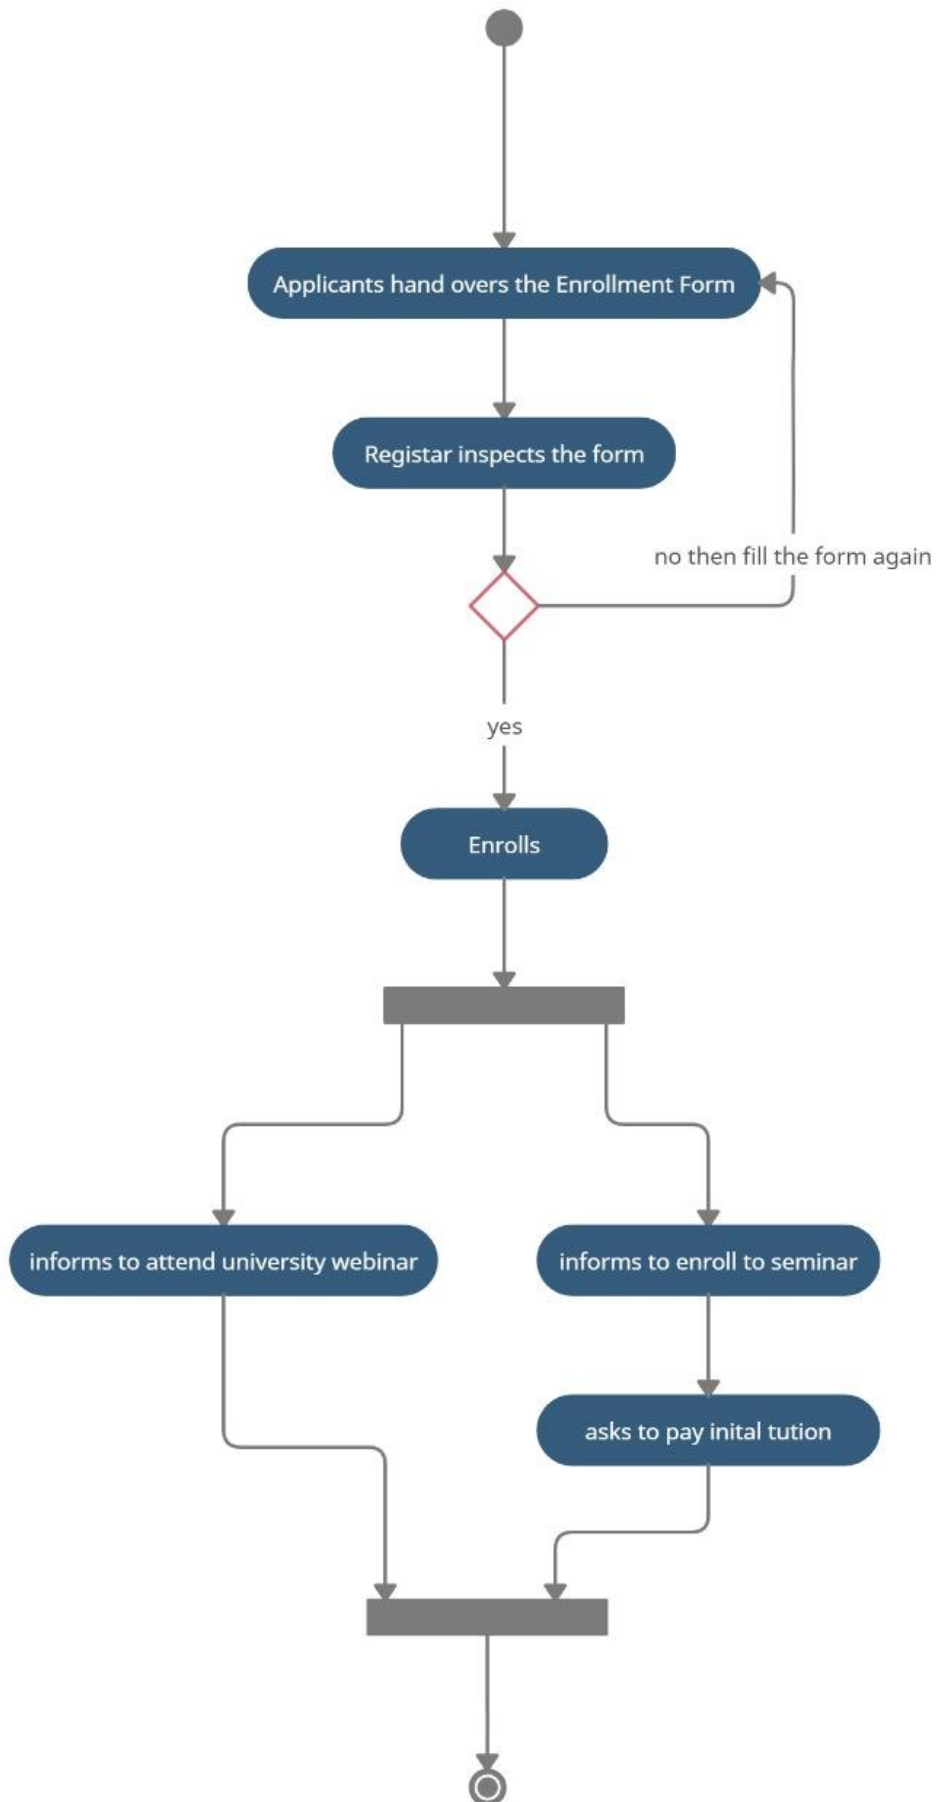 Applicants hand overs the Enrollment Form
Registar inspects the form
no then fill the form again
yes
Enrolls
informs to attend university webinar
informs to enroll to seminar
asks to pay inital tution